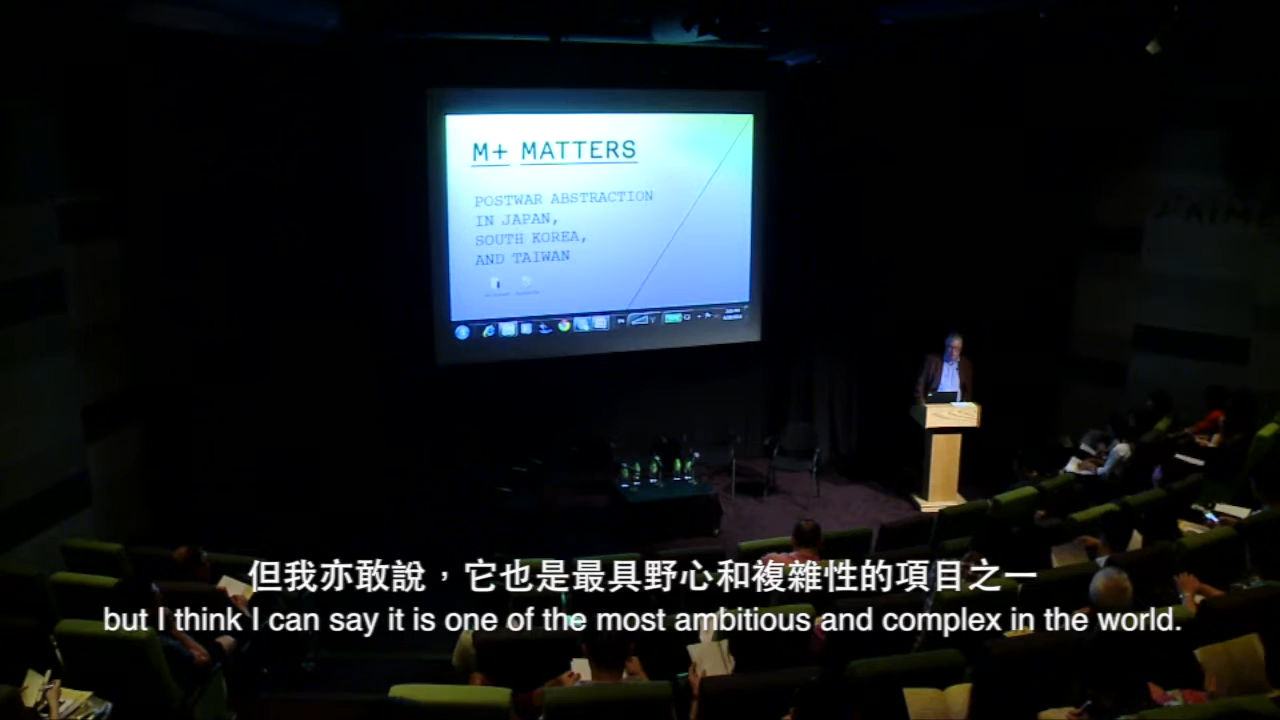 M+ MATTERS
POSTWAR ABSTRACTION
IN JAPAN,
SOUTH KOREA,
AND TAIWAN
但我亦敢說，它也是最具野心和複雜性的項目之一
but I think I can say it is one of the most ambitious and complex in the world.